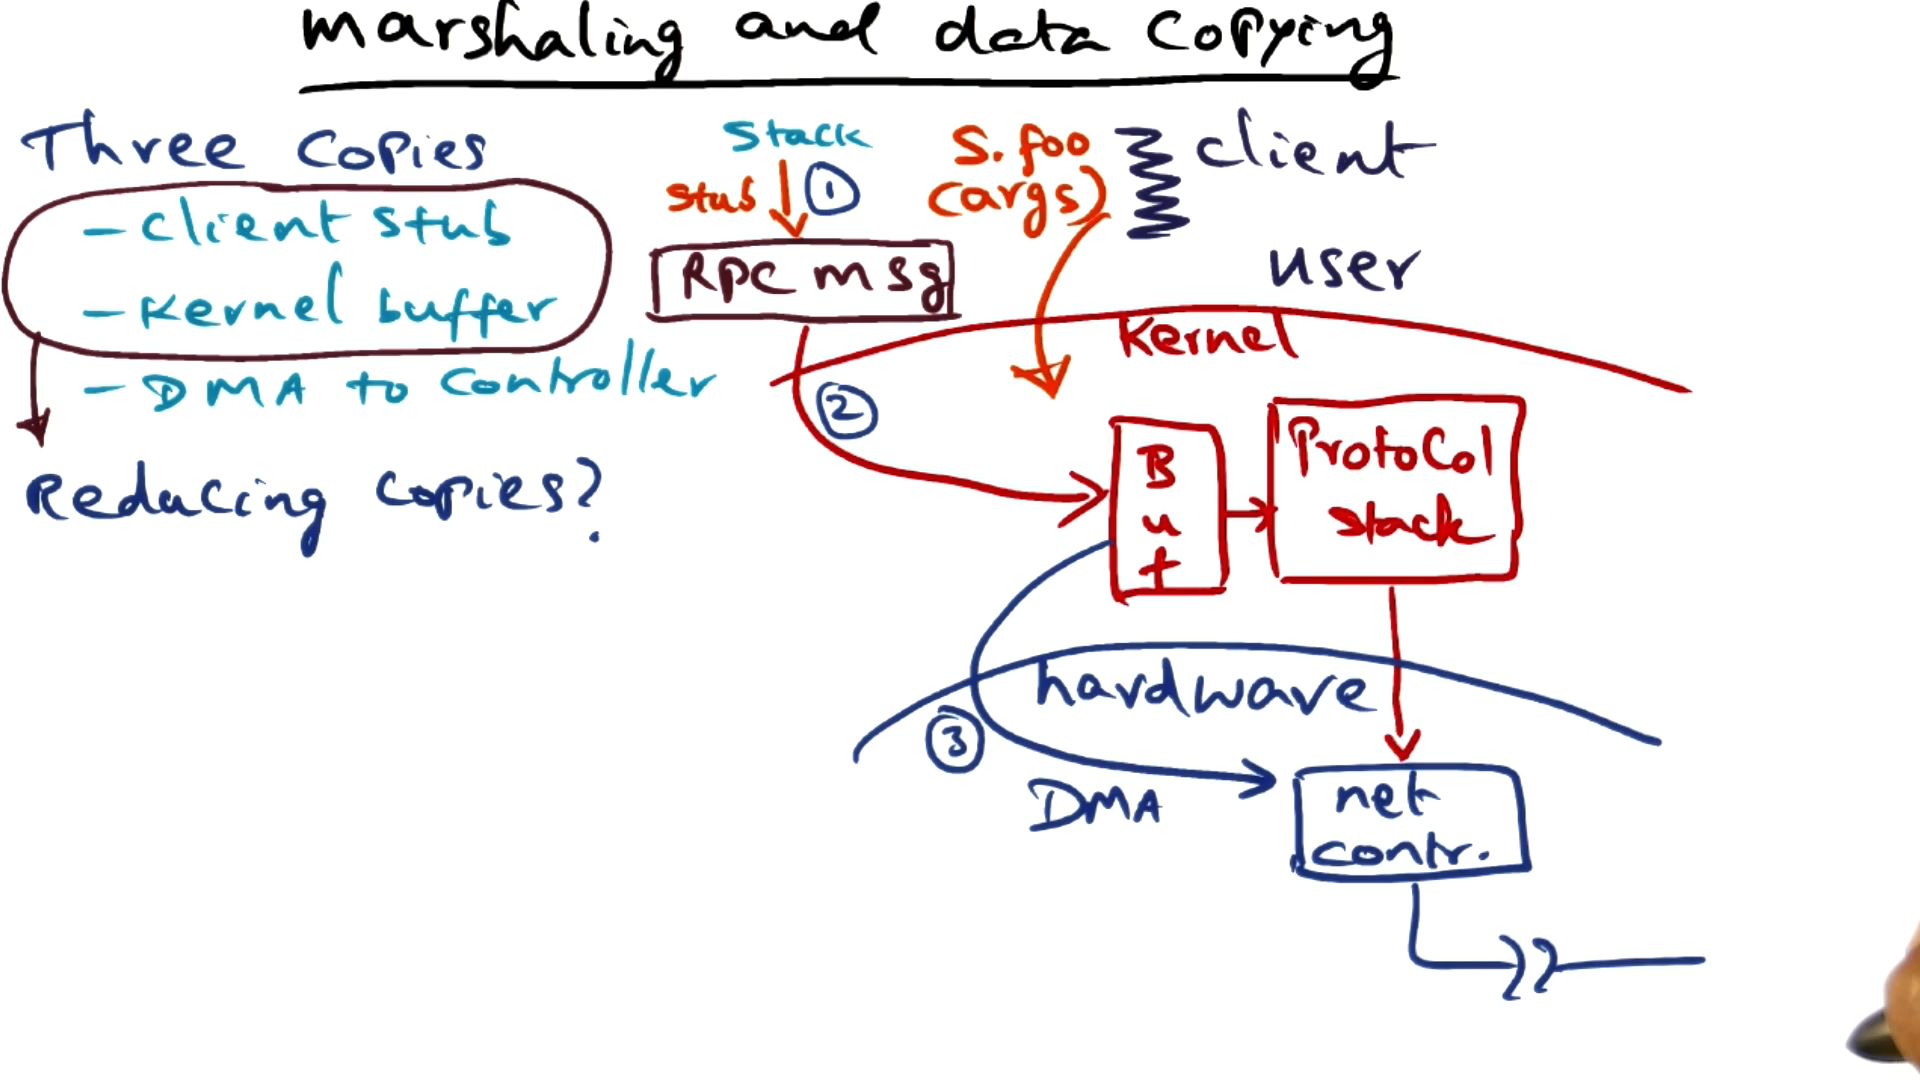 marshaling and data copying
Three copies
- client stub
- Kernel buffer
- DMA to controller
Reducing copies?
Stack
stub ↓ ①
RPC msg
S.foo
(args)
client
user
Kernel
②
Buf
Protocol
stack
hardware
③
DMA
net
contr.